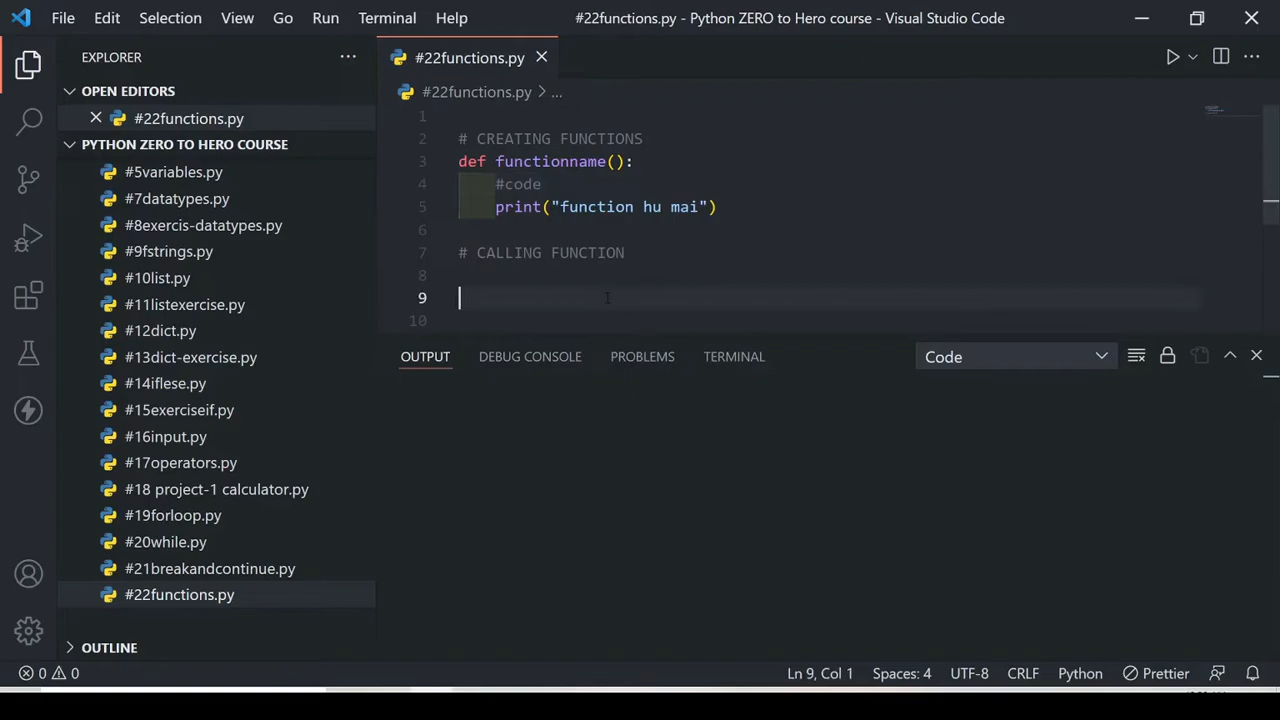 File Edit Selection View Go Run Terminal Help #22functions.py - Python ZERO to Hero course - Visual Studio Code
EXPLORER
OPEN EDITORS
#22functions.py
PYTHON ZERO TO HERO COURSE
#5variables.py
#7datatypes.py
#8exercis-datatypes.py
#9fstrings.py
#10list.py
#11listexercise.py
#12dict.py
#13dict-exercise.py
#14iflese.py
#15exerciseif.py
#16input.py
#17operators.py
#18 project-1 calculator.py
#19forloop.py
#20while.py
#21breakandcontinue.py
#22functions.py
OUTLINE
#22functions.py
#22functions.py > ...
1
2 # CREATING FUNCTIONS
3 def functionname():
4 #code
5 print("function hu mai")
6
7 # CALLING FUNCTION
8
9
10
OUTPUT DEBUG CONSOLE PROBLEMS TERMINAL Code
0 0 Ln 9, Col 1 Spaces: 4 UTF-8 CRLF Python Prettier